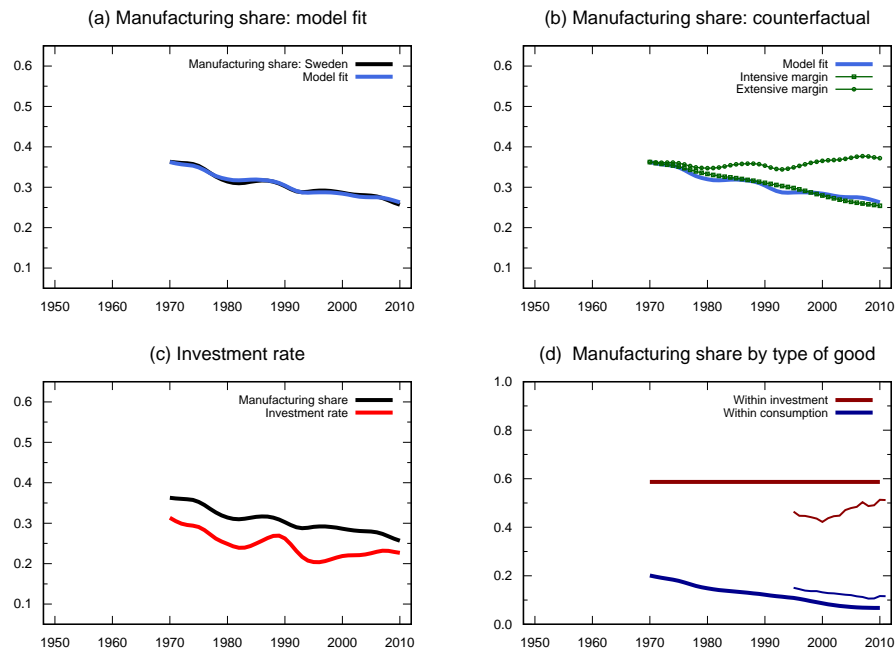 (a) Manufacturing share: model fit
Manufacturing share: Sweden
Model fit
0.6
0.5
0.4
0.3
0.2
0.1
1950 1960 1970 1980 1990 2000 2010
(b) Manufacturing share: counterfactual
Model fit
Intensive margin
Extensive margin
0.6
0.5
0.4
0.3
0.2
0.1
1950 1960 1970 1980 1990 2000 2010
(c) Investment rate
Manufacturing share
Investment rate
0.6
0.5
0.4
0.3
0.2
0.1
1950 1960 1970 1980 1990 2000 2010
(d) Manufacturing share by type of good
Within investment
Within consumption
1.0
0.8
0.6
0.4
0.2
0.0
1950 1960 1970 1980 1990 2000 2010